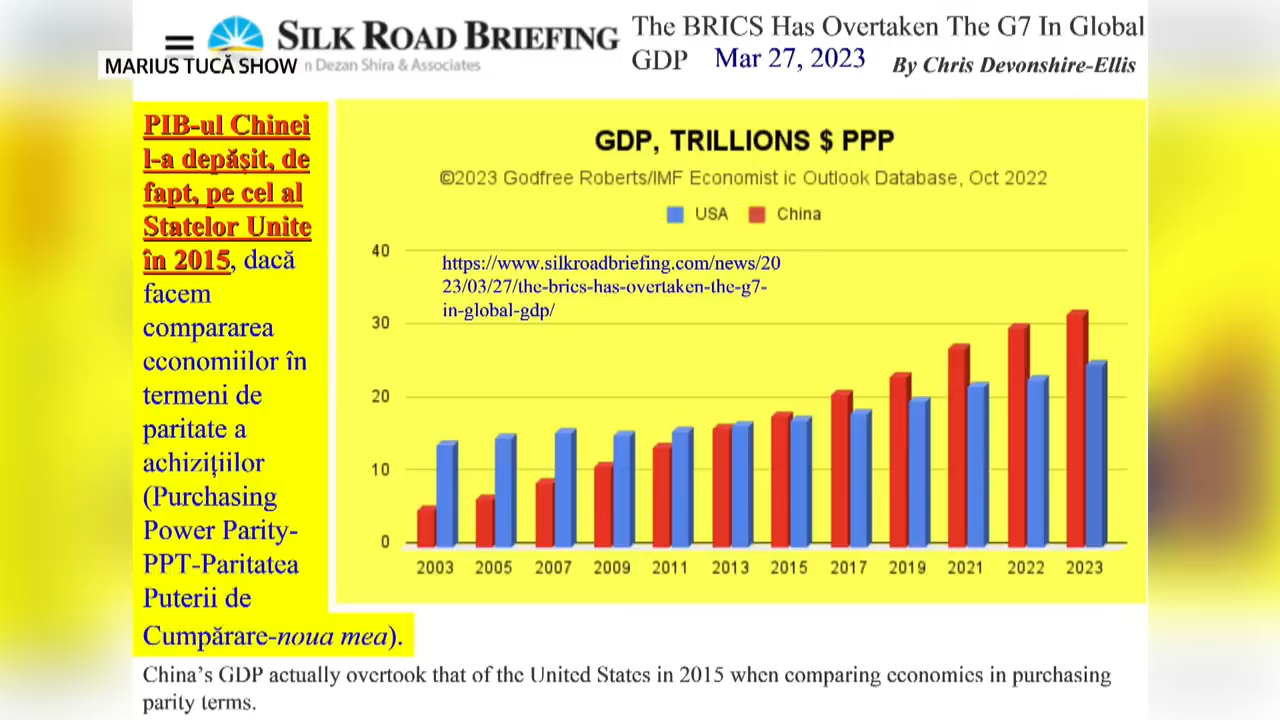 SILK ROAD BRIEFING
n Dezan Shira & Associates
MARIUS TUCĂ SHOW
The BRICS Has Overtaken The G7 In Global
GDP Mar 27, 2023 By Chris Devonshire-Ellis
PIB-ul Chinei
l-a depășit, de
fapt, pe cel al
Statelor Unite
în 2015, dacă
facem
compararea
economiilor în
termeni de
paritate a
achizițiilor
(Purchasing
Power Parity-
PPT-Paritatea
Puterii de
Cumpărare-noua mea).
GDP, TRILLIONS $ PPP
©2023 Godfree Roberts/IMF Economist ic Outlook Database, Oct 2022
USA China
https://www.silkroadbriefing.com/news/20
23/03/27/the-brics-has-overtaken-the-g7-
in-global-gdp/
40
30
20
10
0
2003 2005 2007 2009 2011 2013 2015 2017 2019 2021 2022 2023
China’s GDP actually overtook that of the United States in 2015 when comparing economies in purchasing
parity terms.